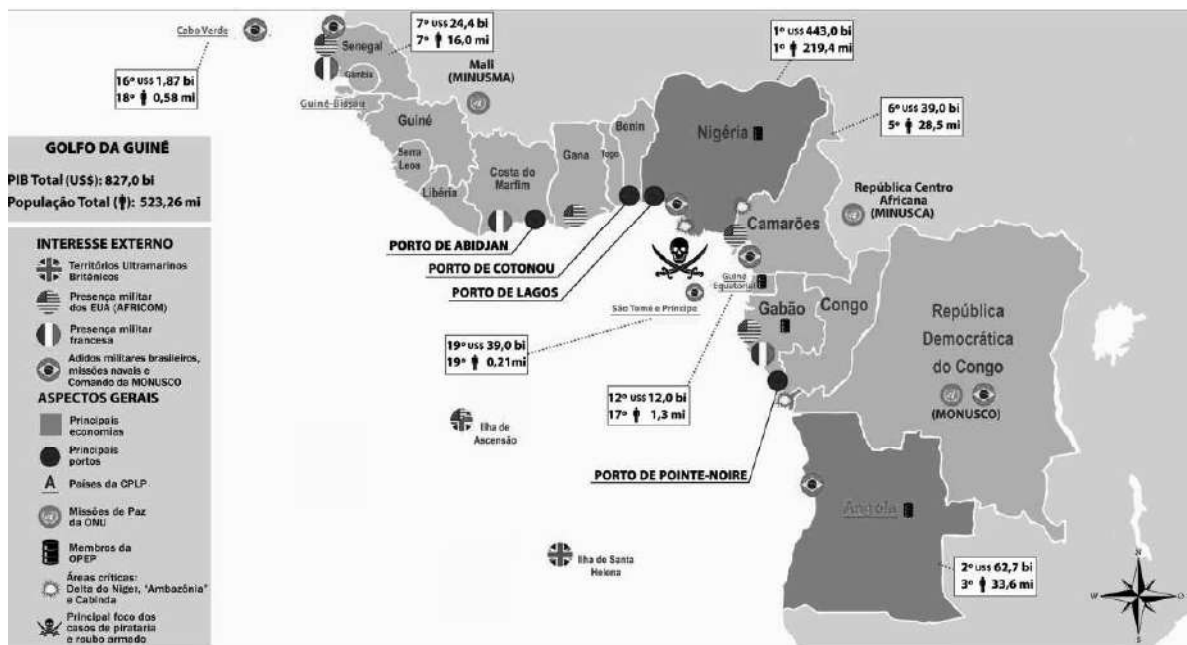 Cabo Verde
16º US$ 1,87 bi
18º 0,58 mi
Senegal
Gâmbia
Guiné-Bissau
7º US$ 24,4 bi
7º 16,0 mi
Mali
(MINUSMA)
1º US$ 443,0 bi
1º 219,4 mi
6º US$ 39,0 bi
5º 28,5 mi
Guiné
Serra
Leoa
Libéria
Costa do
Marfim
Gana
Togo
Benin
Nigéria
Camarões
República Centro
Africana
(MINUSCA)
GOLFO DA GUINÉ
PIB Total (US$): 827,0 bi
População Total ( ): 523,26 mi
INTERESSE EXTERNO
Territórios Ultramarinos
Britânicos
Presença militar
dos EUA (AFRICOM)
Presença militar
francesa
Adidos militares brasileiros,
missões navais e
Comando da MONUSCO
ASPECTOS GERAIS
Principais
economias
Principais
portos
A Países da CPLP
Missões de Paz
da ONU
Membros da
OPEP
Áreas críticas:
Delta do Níger, "Ambazônia"
e Cabinda
Principal foco dos
casos de pirataria
e roubo armado
PORTO DE ABIDJAN
PORTO DE COTONOU
PORTO DE LAGOS
São Tomé e Príncipe
Guiné
Equatorial
Gabão
Congo
República
Democrática
do Congo
(MONUSCO)
19º US$ 39,0 bi
19º 0,21 mi
12º US$ 12,0 bi
17º 1,3 mi
Ilha de
Ascensão
PORTO DE POINTE-NOIRE
Angola
Ilha de Santa
Helena
2º US$ 62,7 bi
3º 33,6 mi
N
W
O
S